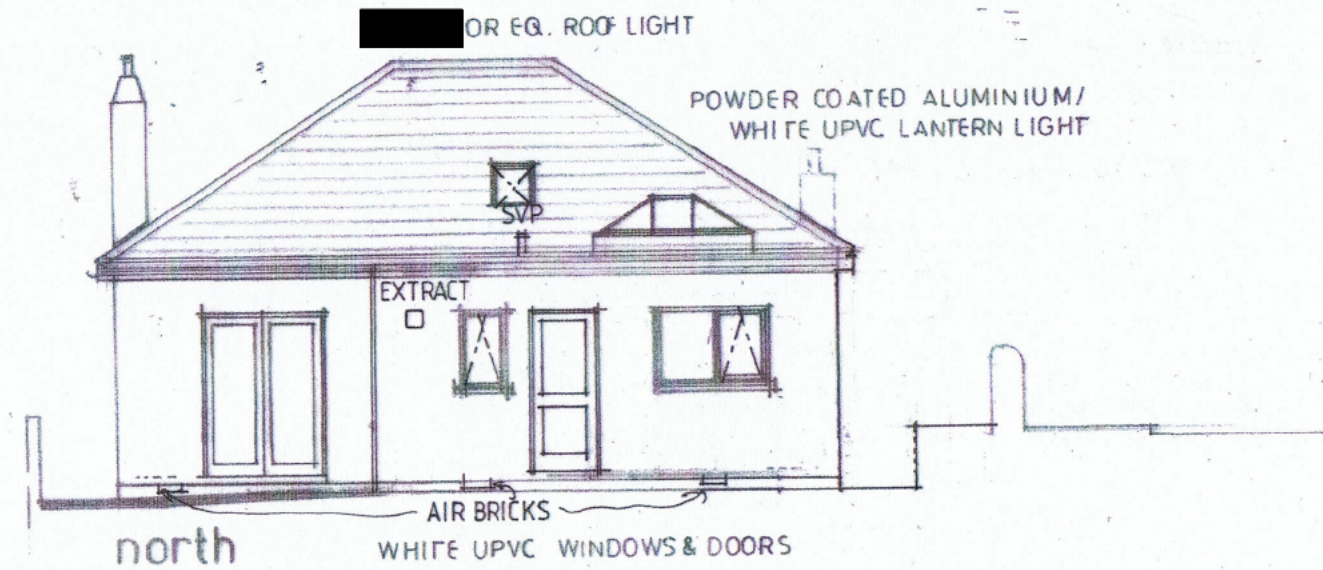 OR EQ. ROOF LIGHT
POWDER COATED ALUMINIUM/
WHITE UPVC LANTERN LIGHT
SVP
EXTRACT
AIR BRICKS
north
WHITE UPVC WINDOWS & DOORS